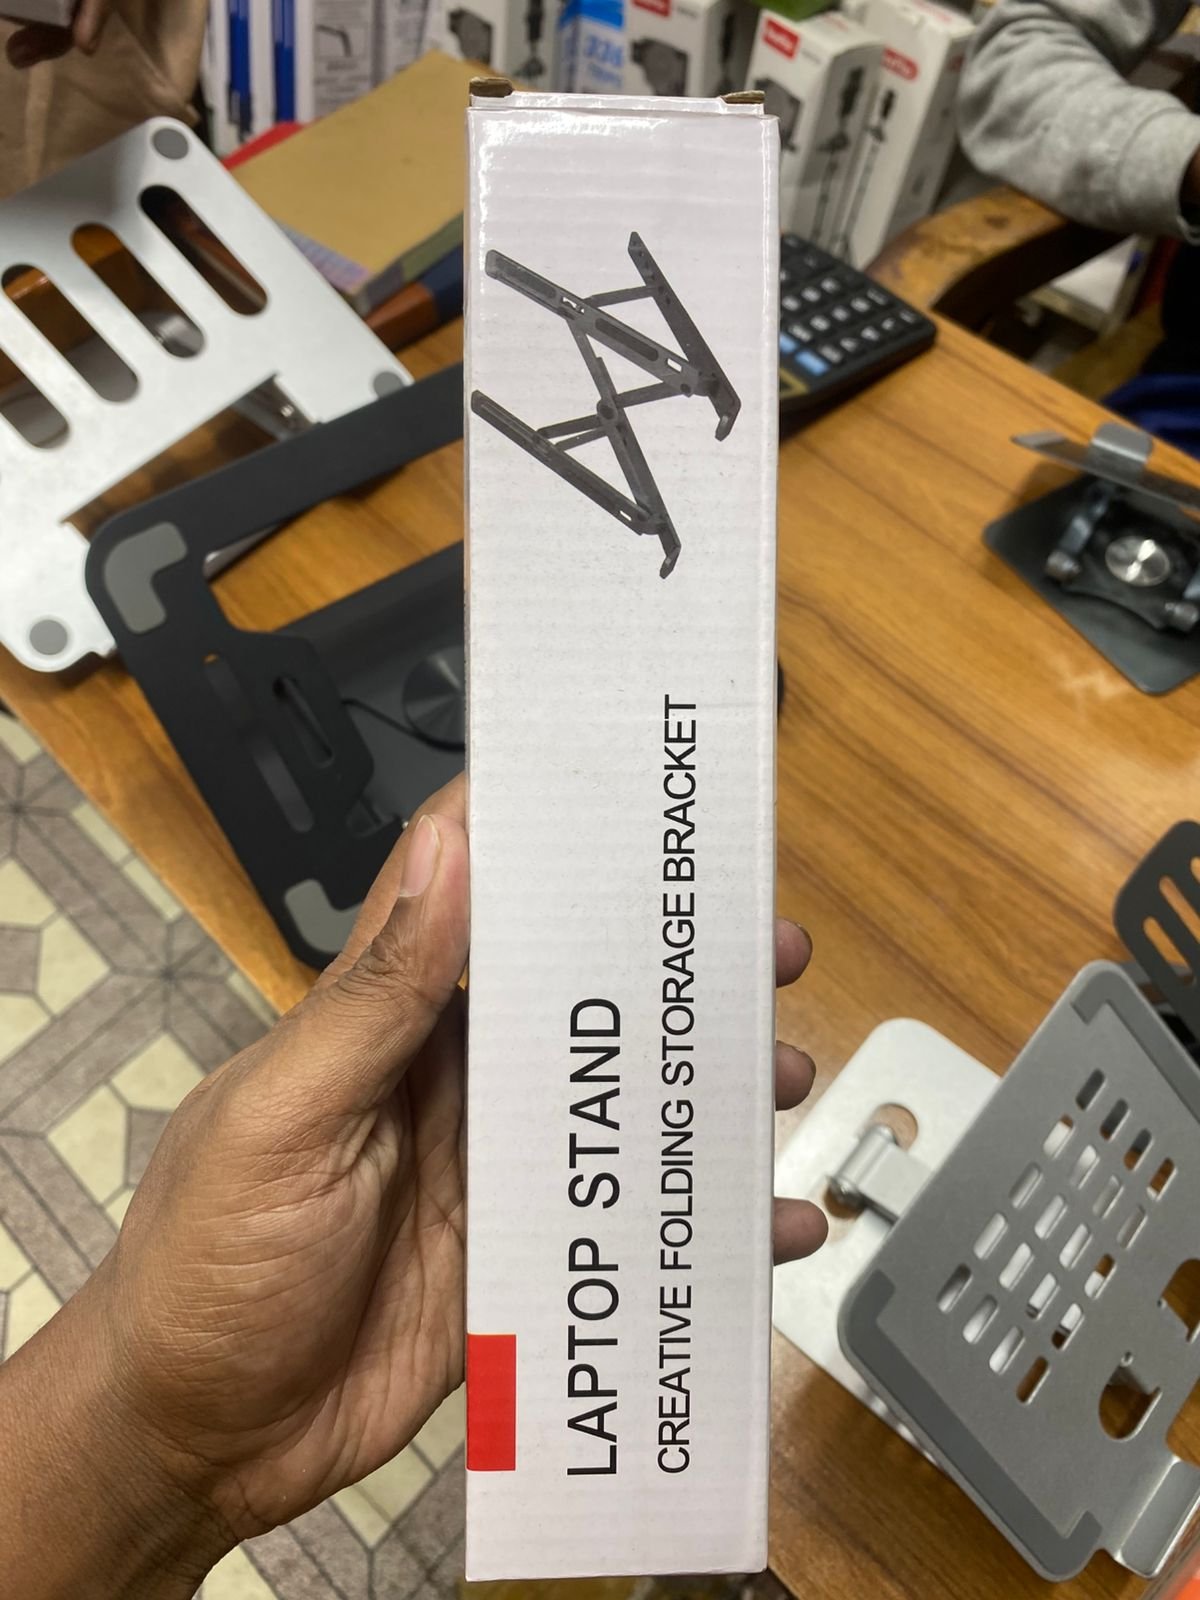 LAPTOP STAND
CREATIVE FOLDING STORAGE BRACKET